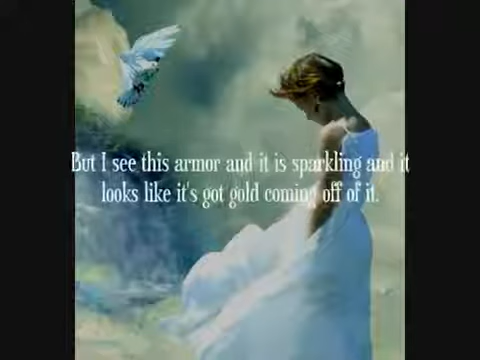 But I see this armor and it is sparkling and it
looks like it's got gold coming off of it.